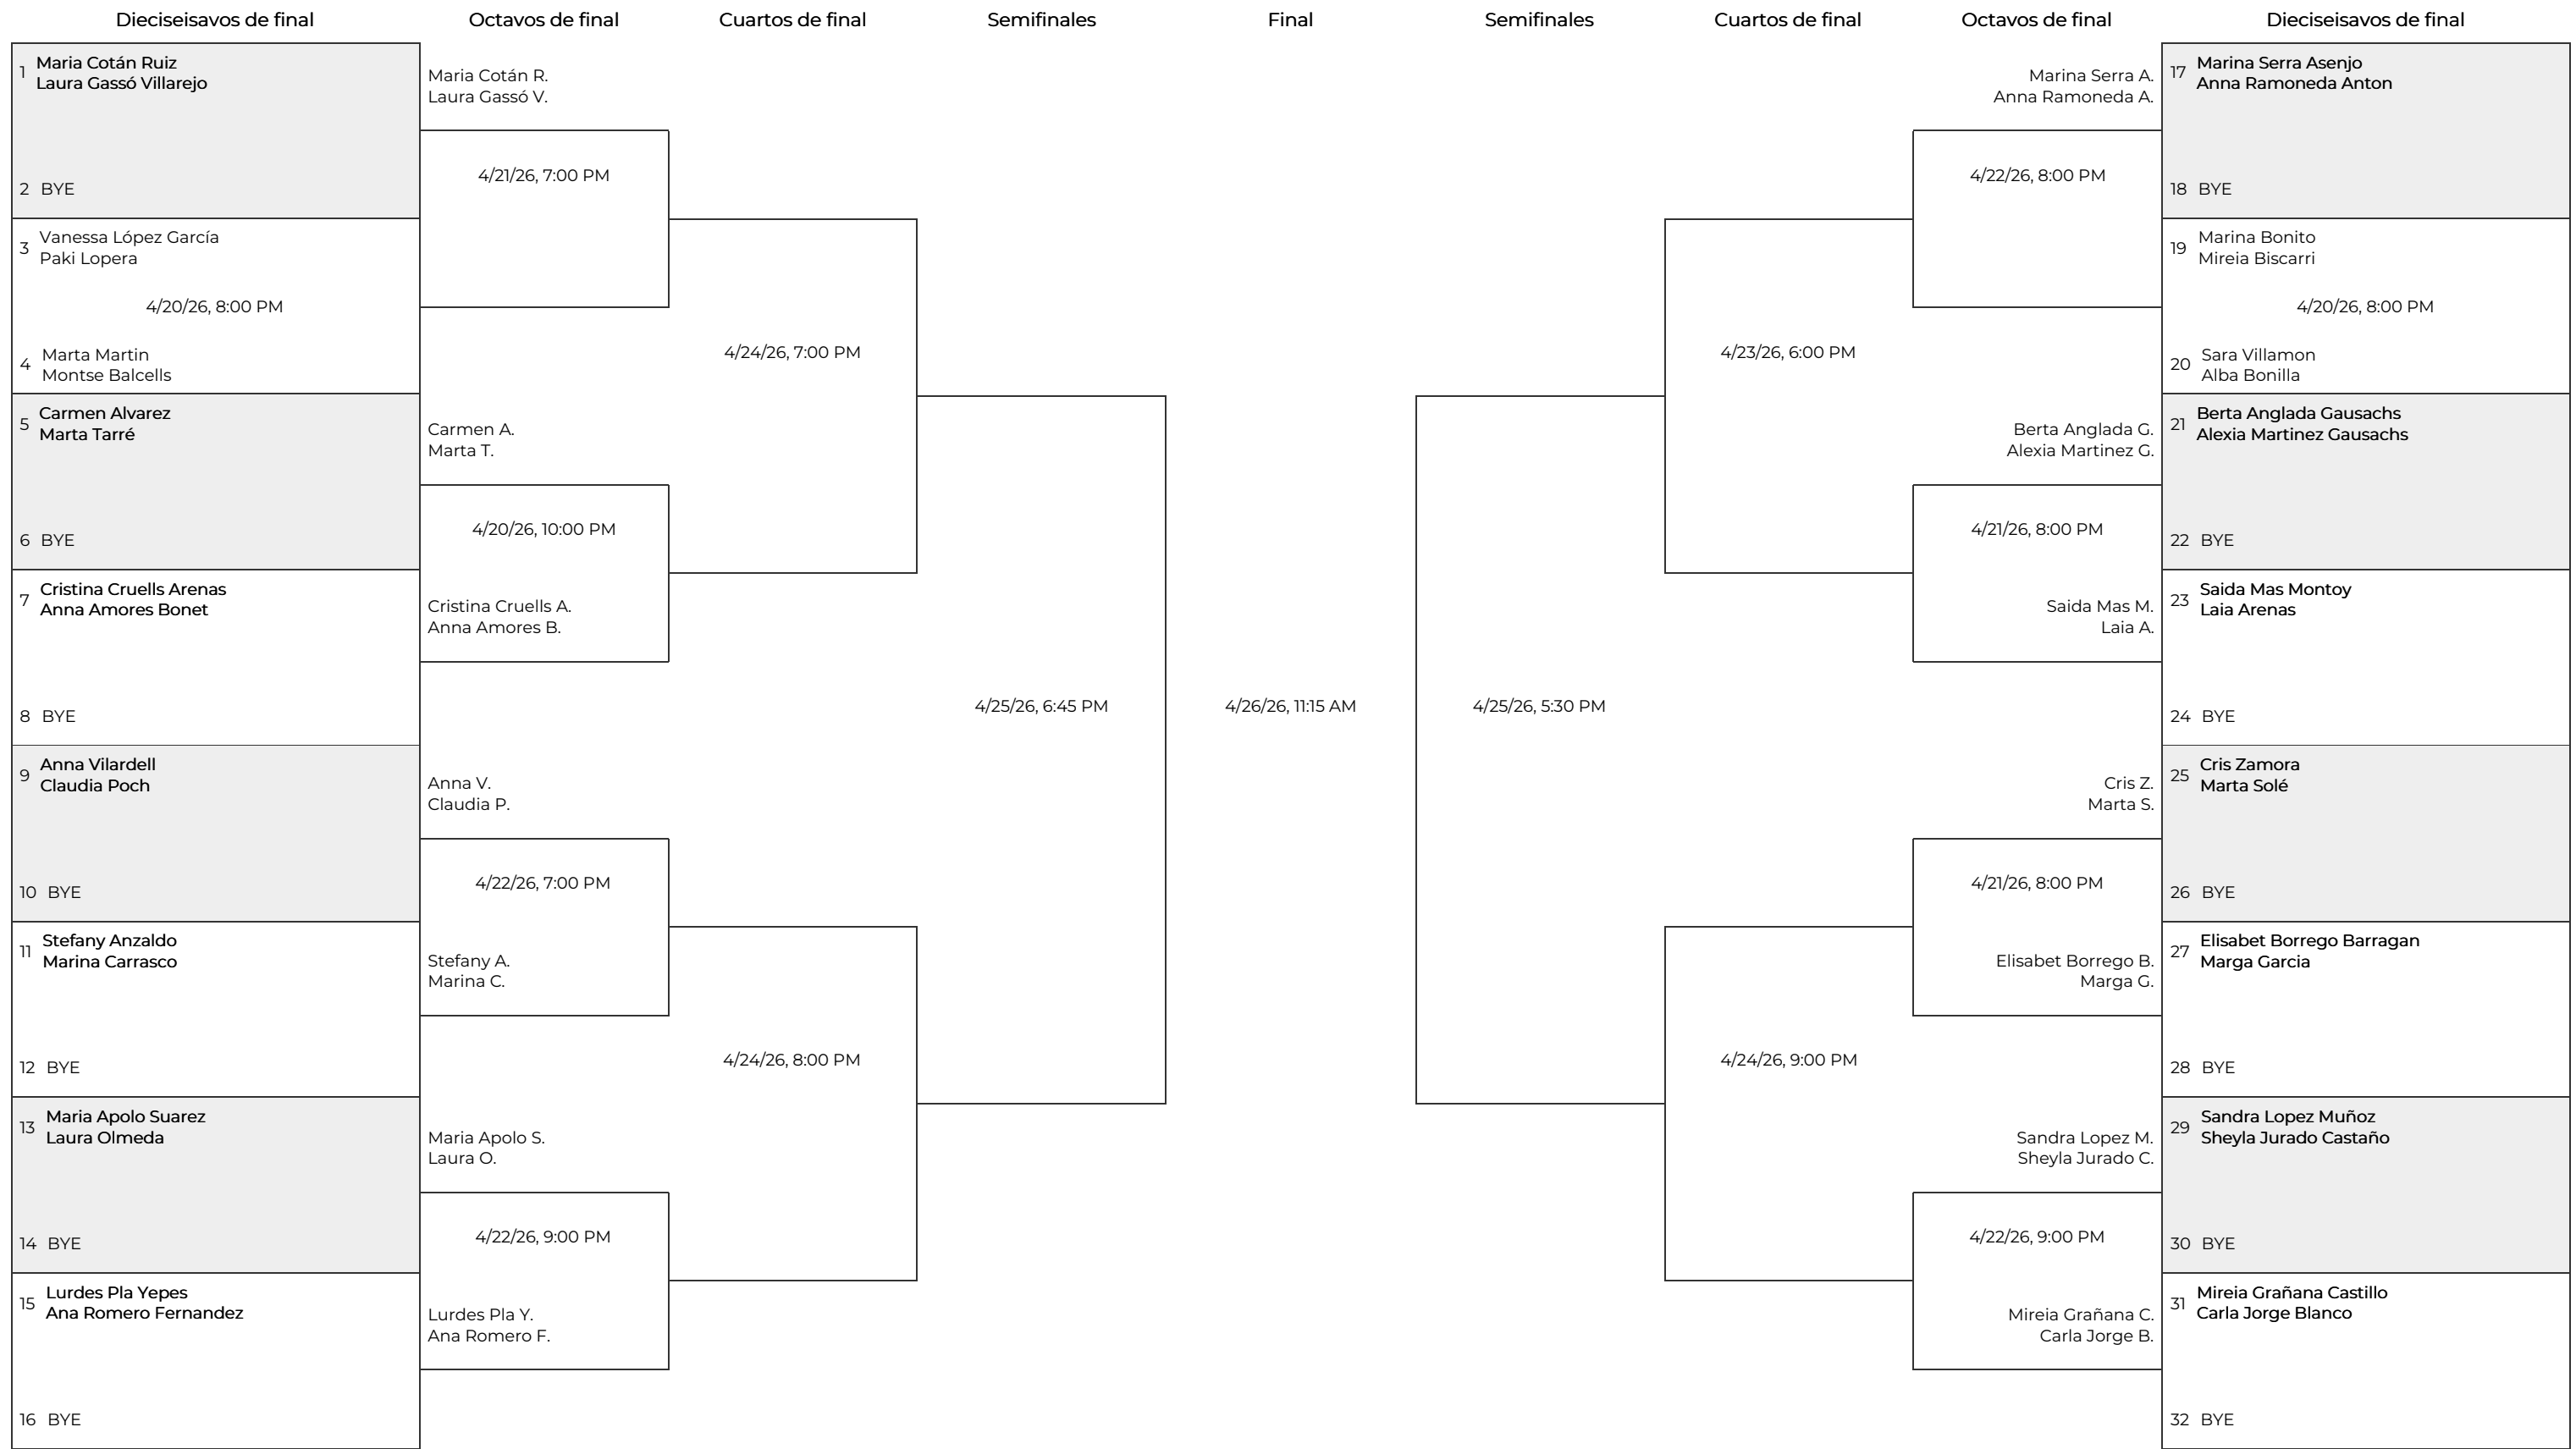 Dieciseisavos de final
Octavos de final
Cuartos de final
Semifinales
Final
Semifinales
Cuartos de final
Octavos de final
Dieciseisavos de final
1
Maria Cotán Ruiz
Laura Gassó Villarejo
2 BYE
3
Vanessa López García
Paki Lopera
4/20/26, 8:00 PM
4
Marta Martin
Montse Balcells
5
Carmen Alvarez
Marta Tarré
6 BYE
7
Cristina Cruells Arenas
Anna Amores Bonet
8 BYE
9
Anna Vilardell
Claudia Poch
10 BYE
11
Stefany Anzaldo
Marina Carrasco
12 BYE
13
Maria Apolo Suarez
Laura Olmeda
14 BYE
15
Lurdes Pla Yepes
Ana Romero Fernandez
16 BYE
Maria Cotán R.
Laura Gassó V.
4/21/26, 7:00 PM
Carmen A.
Marta T.
4/20/26, 10:00 PM
Cristina Cruells A.
Anna Amores B.
Anna V.
Claudia P.
4/22/26, 7:00 PM
Stefany A.
Marina C.
Maria Apolo S.
Laura O.
4/22/26, 9:00 PM
Lurdes Pla Y.
Ana Romero F.
4/24/26, 7:00 PM
4/24/26, 8:00 PM
4/25/26, 6:45 PM
4/26/26, 11:15 AM
4/25/26, 5:30 PM
4/23/26, 6:00 PM
4/24/26, 9:00 PM
Marina Serra A.
Anna Ramoneda A.
4/22/26, 8:00 PM
Berta Anglada G.
Alexia Martinez G.
4/21/26, 8:00 PM
Saida Mas M.
Laia A.
Cris Z.
Marta S.
4/21/26, 8:00 PM
Elisabet Borrego B.
Marga G.
Sandra Lopez M.
Sheyla Jurado C.
4/22/26, 9:00 PM
Mireia Grañana C.
Carla Jorge B.
17
Marina Serra Asenjo
Anna Ramoneda Anton
18 BYE
19
Marina Bonito
Mireia Biscarri
4/20/26, 8:00 PM
20
Sara Villamon
Alba Bonilla
21
Berta Anglada Gausachs
Alexia Martinez Gausachs
22 BYE
23
Saida Mas Montoy
Laia Arenas
24 BYE
25
Cris Zamora
Marta Solé
26 BYE
27
Elisabet Borrego Barragan
Marga Garcia
28 BYE
29
Sandra Lopez Muñoz
Sheyla Jurado Castaño
30 BYE
31
Mireia Grañana Castillo
Carla Jorge Blanco
32 BYE